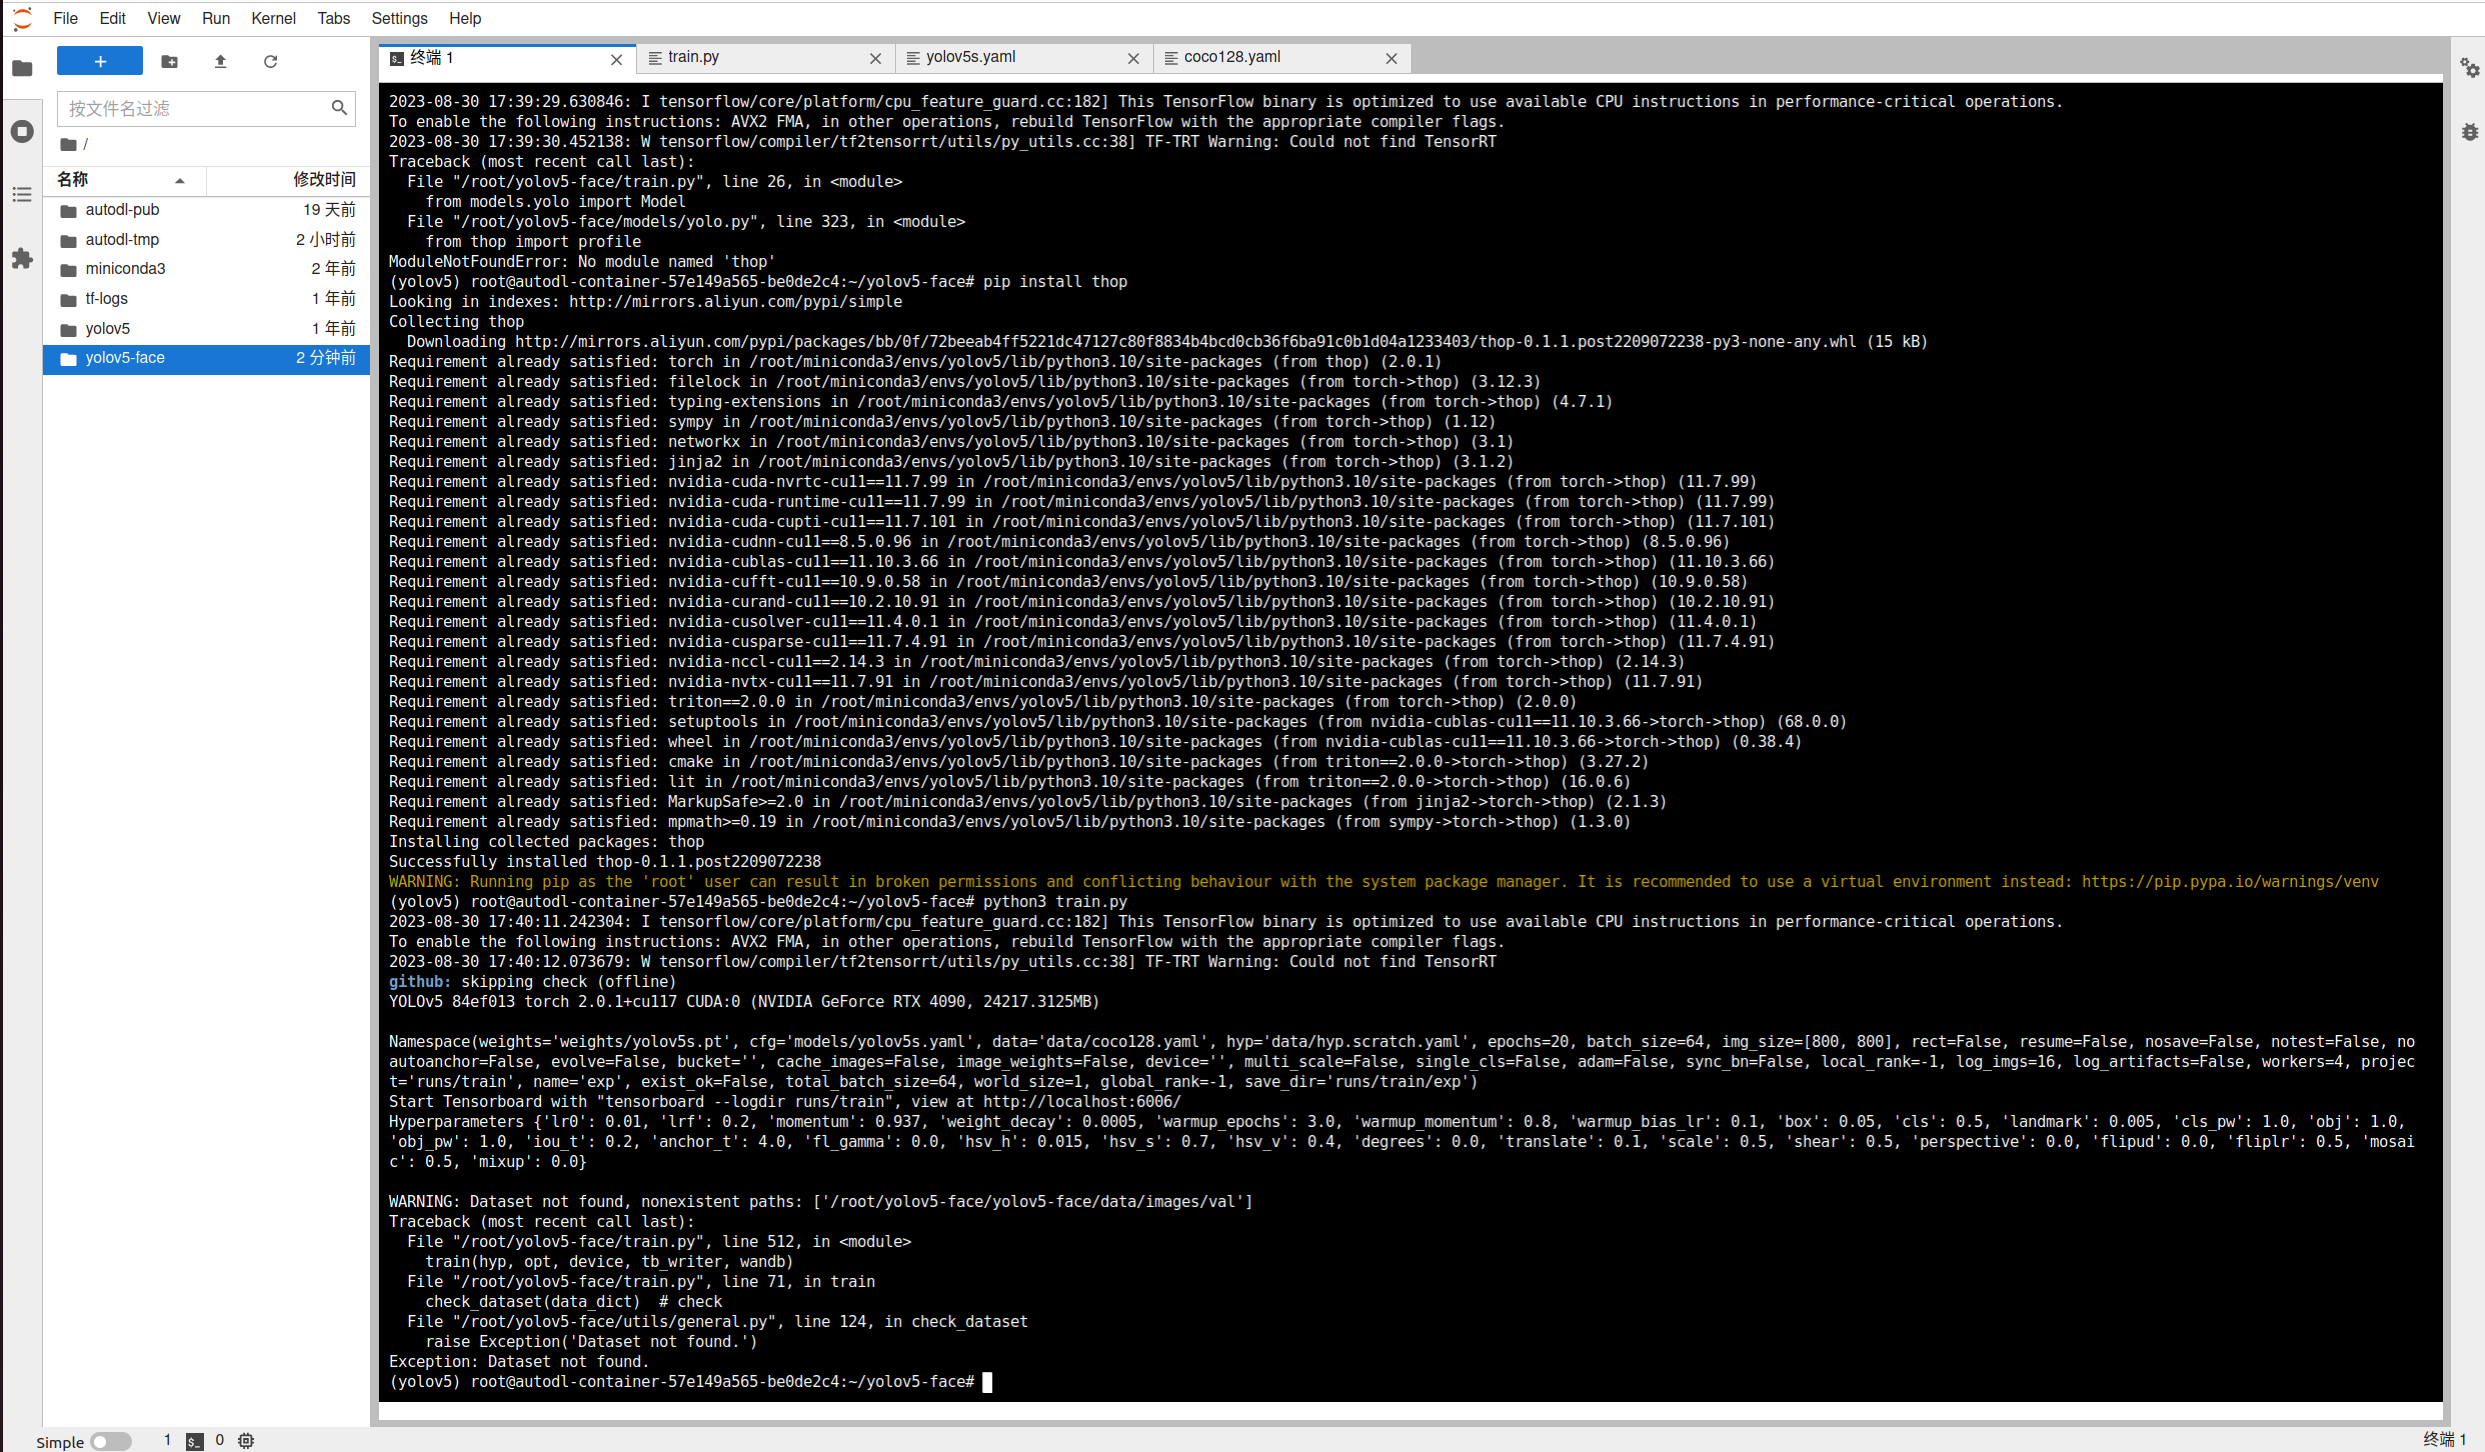 File Edit View Run Kernel Tabs Settings Help
终端 1 train.py yolov5s.yaml coco128.yaml
按文件名过滤
/
名称 修改时间
autodl-pub 19 天前
autodl-tmp 2 小时前
miniconda3 2 年前
tf-logs 1 年前
yolov5 1 年前
yolov5-face 2 分钟前
2023-08-30 17:39:29.630846: I tensorflow/core/platform/cpu_feature_guard.cc:182] This TensorFlow binary is optimized to use available CPU instructions in performance-critical operations.
To enable the following instructions: AVX2 FMA, in other operations, rebuild TensorFlow with the appropriate compiler flags.
2023-08-30 17:39:30.452138: W tensorflow/compiler/tf2tensorrt/utils/py_utils.cc:38] TF-TRT Warning: Could not find TensorRT
Traceback (most recent call last):
  File "/root/yolov5-face/train.py", line 26, in <module>
    from models.yolo import Model
  File "/root/yolov5-face/models/yolo.py", line 323, in <module>
    from thop import profile
ModuleNotFoundError: No module named 'thop'
(yolov5) root@autodl-container-57e149a565-be0de2c4:~/yolov5-face# pip install thop
Looking in indexes: http://mirrors.aliyun.com/pypi/simple
Collecting thop
  Downloading http://mirrors.aliyun.com/pypi/packages/bb/0f/72beeab4ff5221dc47127c80f8834b4bcd0cb36f6ba91c0b1d04a1233403/thop-0.1.1.post2209072238-py3-none-any.whl (15 kB)
Requirement already satisfied: torch in /root/miniconda3/envs/yolov5/lib/python3.10/site-packages (from thop) (2.0.1)
Requirement already satisfied: filelock in /root/miniconda3/envs/yolov5/lib/python3.10/site-packages (from torch->thop) (3.12.3)
Requirement already satisfied: typing-extensions in /root/miniconda3/envs/yolov5/lib/python3.10/site-packages (from torch->thop) (4.7.1)
Requirement already satisfied: sympy in /root/miniconda3/envs/yolov5/lib/python3.10/site-packages (from torch->thop) (1.12)
Requirement already satisfied: networkx in /root/miniconda3/envs/yolov5/lib/python3.10/site-packages (from torch->thop) (3.1)
Requirement already satisfied: jinja2 in /root/miniconda3/envs/yolov5/lib/python3.10/site-packages (from torch->thop) (3.1.2)
Requirement already satisfied: nvidia-cuda-nvrtc-cu11==11.7.99 in /root/miniconda3/envs/yolov5/lib/python3.10/site-packages (from torch->thop) (11.7.99)
Requirement already satisfied: nvidia-cuda-runtime-cu11==11.7.99 in /root/miniconda3/envs/yolov5/lib/python3.10/site-packages (from torch->thop) (11.7.99)
Requirement already satisfied: nvidia-cuda-cupti-cu11==11.7.101 in /root/miniconda3/envs/yolov5/lib/python3.10/site-packages (from torch->thop) (11.7.101)
Requirement already satisfied: nvidia-cudnn-cu11==8.5.0.96 in /root/miniconda3/envs/yolov5/lib/python3.10/site-packages (from torch->thop) (8.5.0.96)
Requirement already satisfied: nvidia-cublas-cu11==11.10.3.66 in /root/miniconda3/envs/yolov5/lib/python3.10/site-packages (from torch->thop) (11.10.3.66)
Requirement already satisfied: nvidia-cufft-cu11==10.9.0.58 in /root/miniconda3/envs/yolov5/lib/python3.10/site-packages (from torch->thop) (10.9.0.58)
Requirement already satisfied: nvidia-curand-cu11==10.2.10.91 in /root/miniconda3/envs/yolov5/lib/python3.10/site-packages (from torch->thop) (10.2.10.91)
Requirement already satisfied: nvidia-cusolver-cu11==11.4.0.1 in /root/miniconda3/envs/yolov5/lib/python3.10/site-packages (from torch->thop) (11.4.0.1)
Requirement already satisfied: nvidia-cusparse-cu11==11.7.4.91 in /root/miniconda3/envs/yolov5/lib/python3.10/site-packages (from torch->thop) (11.7.4.91)
Requirement already satisfied: nvidia-nccl-cu11==2.14.3 in /root/miniconda3/envs/yolov5/lib/python3.10/site-packages (from torch->thop) (2.14.3)
Requirement already satisfied: nvidia-nvtx-cu11==11.7.91 in /root/miniconda3/envs/yolov5/lib/python3.10/site-packages (from torch->thop) (11.7.91)
Requirement already satisfied: triton==2.0.0 in /root/miniconda3/envs/yolov5/lib/python3.10/site-packages (from torch->thop) (2.0.0)
Requirement already satisfied: setuptools in /root/miniconda3/envs/yolov5/lib/python3.10/site-packages (from nvidia-cublas-cu11==11.10.3.66->torch->thop) (68.0.0)
Requirement already satisfied: wheel in /root/miniconda3/envs/yolov5/lib/python3.10/site-packages (from nvidia-cublas-cu11==11.10.3.66->torch->thop) (0.38.4)
Requirement already satisfied: cmake in /root/miniconda3/envs/yolov5/lib/python3.10/site-packages (from triton==2.0.0->torch->thop) (3.27.2)
Requirement already satisfied: lit in /root/miniconda3/envs/yolov5/lib/python3.10/site-packages (from triton==2.0.0->torch->thop) (16.0.6)
Requirement already satisfied: MarkupSafe>=2.0 in /root/miniconda3/envs/yolov5/lib/python3.10/site-packages (from jinja2->torch->thop) (2.1.3)
Requirement already satisfied: mpmath>=0.19 in /root/miniconda3/envs/yolov5/lib/python3.10/site-packages (from sympy->torch->thop) (1.3.0)
Installing collected packages: thop
Successfully installed thop-0.1.1.post2209072238
WARNING: Running pip as the 'root' user can result in broken permissions and conflicting behaviour with the system package manager. It is recommended to use a virtual environment instead: https://pip.pypa.io/warnings/venv
(yolov5) root@autodl-container-57e149a565-be0de2c4:~/yolov5-face# python3 train.py
2023-08-30 17:40:11.242304: I tensorflow/core/platform/cpu_feature_guard.cc:182] This TensorFlow binary is optimized to use available CPU instructions in performance-critical operations.
To enable the following instructions: AVX2 FMA, in other operations, rebuild TensorFlow with the appropriate compiler flags.
2023-08-30 17:40:12.073679: W tensorflow/compiler/tf2tensorrt/utils/py_utils.cc:38] TF-TRT Warning: Could not find TensorRT
github: skipping check (offline)
YOLOv5 84ef013 torch 2.0.1+cu117 CUDA:0 (NVIDIA GeForce RTX 4090, 24217.3125MB)
Namespace(weights='weights/yolov5s.pt', cfg='models/yolov5s.yaml', data='data/coco128.yaml', hyp='data/hyp.scratch.yaml', epochs=20, batch_size=64, img_size=[800, 800], rect=False, resume=False, nosave=False, notest=False, no
autoanchor=False, evolve=False, bucket='', cache_images=False, image_weights=False, device='', multi_scale=False, single_cls=False, adam=False, sync_bn=False, local_rank=-1, log_imgs=16, log_artifacts=False, workers=4, projec
t='runs/train', name='exp', exist_ok=False, total_batch_size=64, world_size=1, global_rank=-1, save_dir='runs/train/exp')
Start Tensorboard with "tensorboard --logdir runs/train", view at http://localhost:6006/
Hyperparameters {'lr0': 0.01, 'lrf': 0.2, 'momentum': 0.937, 'weight_decay': 0.0005, 'warmup_epochs': 3.0, 'warmup_momentum': 0.8, 'warmup_bias_lr': 0.1, 'box': 0.05, 'cls': 0.5, 'landmark': 0.005, 'cls_pw': 1.0, 'obj': 1.0,
'obj_pw': 1.0, 'iou_t': 0.2, 'anchor_t': 4.0, 'fl_gamma': 0.0, 'hsv_h': 0.015, 'hsv_s': 0.7, 'hsv_v': 0.4, 'degrees': 0.0, 'translate': 0.1, 'scale': 0.5, 'shear': 0.5, 'perspective': 0.0, 'flipud': 0.0, 'fliplr': 0.5, 'mosai
c': 0.5, 'mixup': 0.0}
WARNING: Dataset not found, nonexistent paths: ['/root/yolov5-face/yolov5-face/data/images/val']
Traceback (most recent call last):
  File "/root/yolov5-face/train.py", line 512, in <module>
    train(hyp, opt, device, tb_writer, wandb)
  File "/root/yolov5-face/train.py", line 71, in train
    check_dataset(data_dict)  # check
  File "/root/yolov5-face/utils/general.py", line 124, in check_dataset
    raise Exception('Dataset not found.')
Exception: Dataset not found.
(yolov5) root@autodl-container-57e149a565-be0de2c4:~/yolov5-face#
Simple 1 $_ 0 终端 1